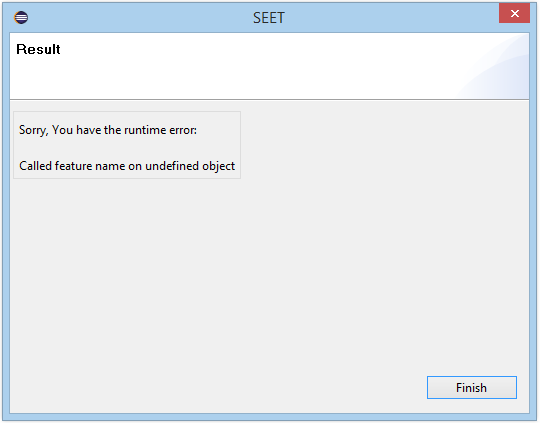 SEET
Result
Sorry, You have the runtime error:
Called feature name on undefined object
Finish